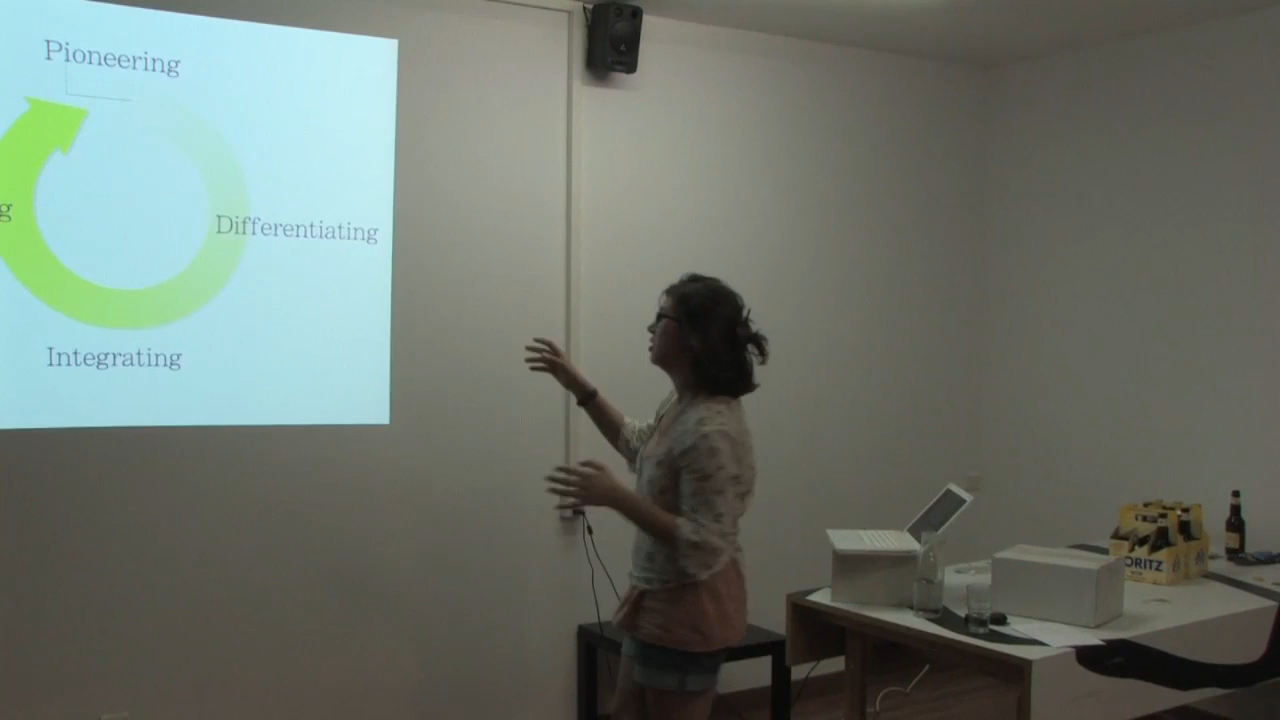 Pioneering
g
Differentiating
Integrating
ORITZ